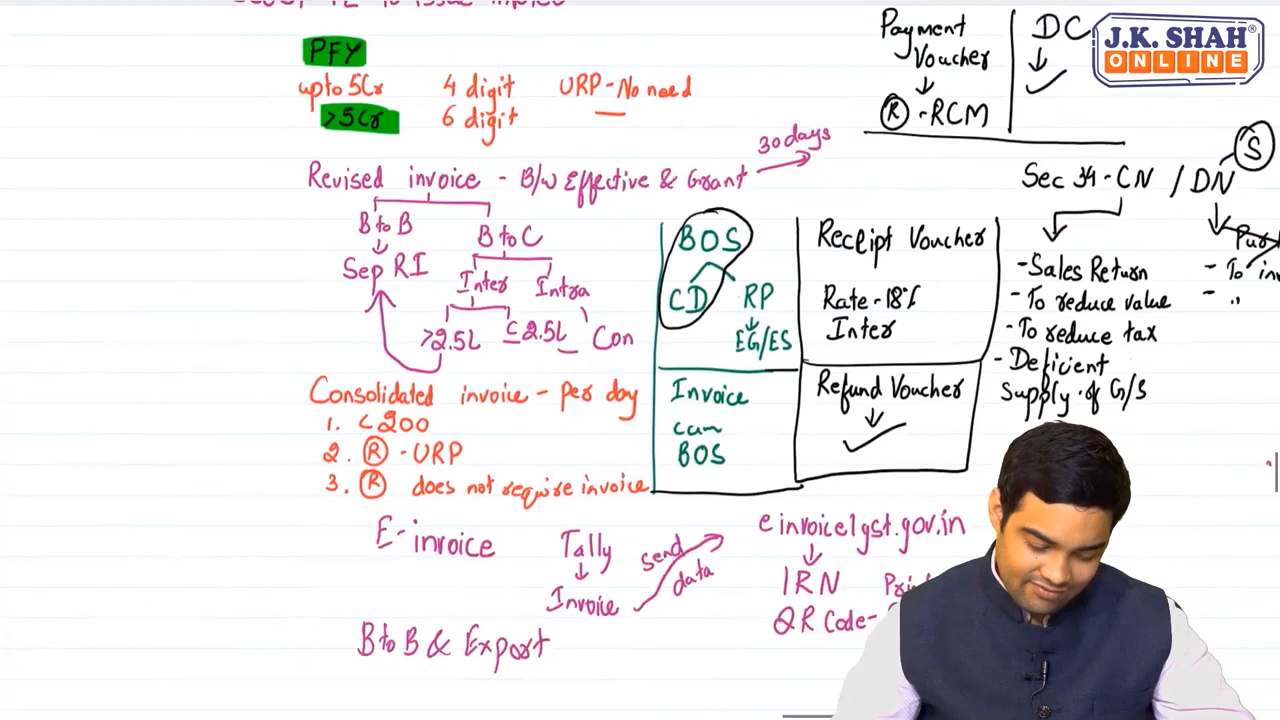 PFY
upto 5Cr 4 digit URP - No need
>5Cr 6 digit
Revised invoice - B/w Effective & Grant
30 days
B to B
B to C
Sep RI
Inter Intra
>2.5L ≤2.5L Con
Consolidated invoice - per day
1. <200
2. (R) - URP
3. (R) does not require invoice
E-invoice
Tally
Invoice
send
data
einvoice1gst.gov.in
IRN
QR Code-
B to B & Export
BOS
CD RP
EG/ES
Invoice
cum
BOS
Receipt Voucher
Rate - 18%
Inter
Refund Voucher
Payment
Voucher
(R) - RCM
DC
J.K. SHAH®
ONLINE
Sec 34 - CN / DN
S
- Sales Return
- To reduce value
- To reduce tax
- Deficient
Supply of G/S
- To
- "